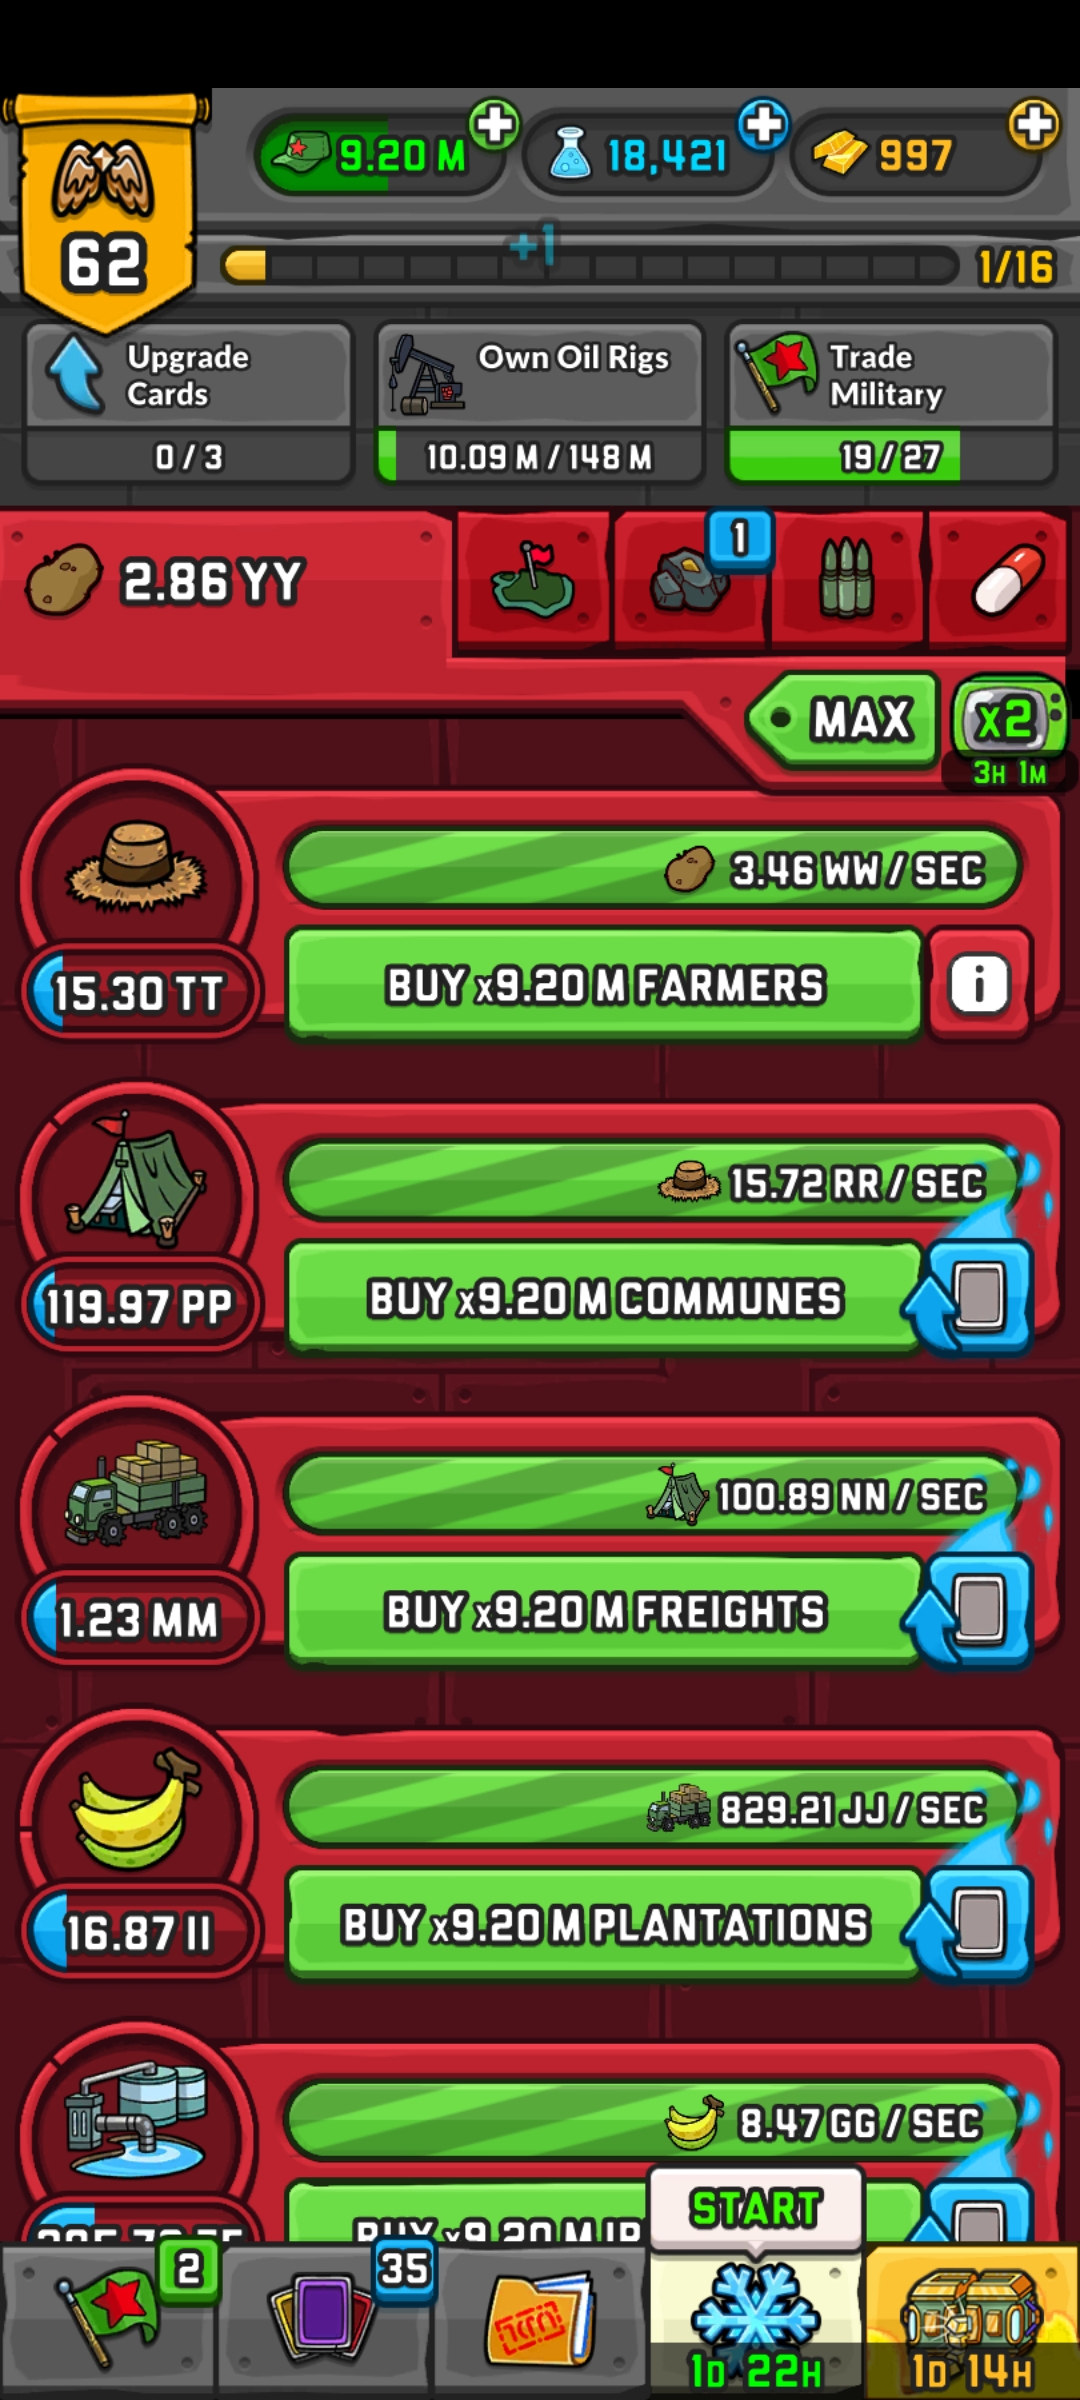 9.20 M
18,421
997
62
+1
1/16
Upgrade
Cards
0 / 3
Own Oil Rigs
10.09 M / 148 M
Trade
Military
19 / 27
2.86 YY
1
MAX
x2
3H 1M
3.46 WW / SEC
15.30 TT
BUY x9.20 M FARMERS
i
15.72 RR / SEC
119.97 PP
BUY x9.20 M COMMUNES
100.89 NN / SEC
1.23 MM
BUY x9.20 M FREIGHTS
829.21 JJ / SEC
16.87 II
BUY x9.20 M PLANTATIONS
8.47 GG / SEC
BUY x9.20 M
START
2
35
1D 22H
1D 14H